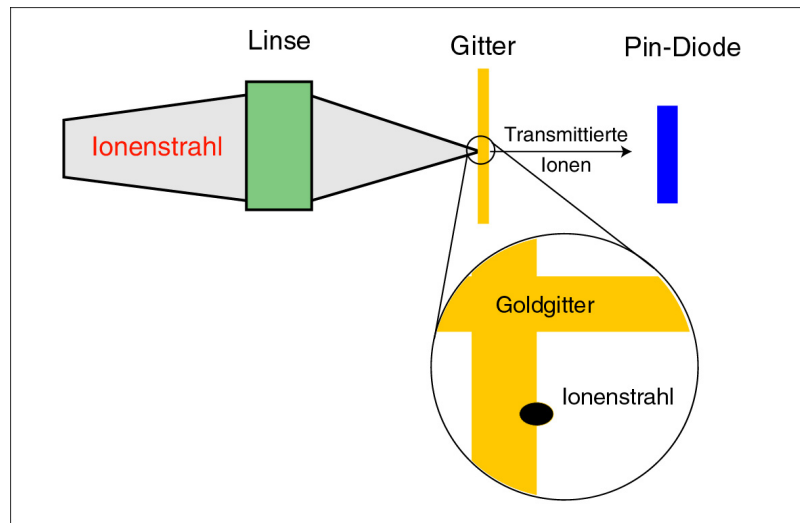 Linse
Gitter
Pin-Diode
Ionenstrahl
Transmittierte
Ionen
Goldgitter
Ionenstrahl